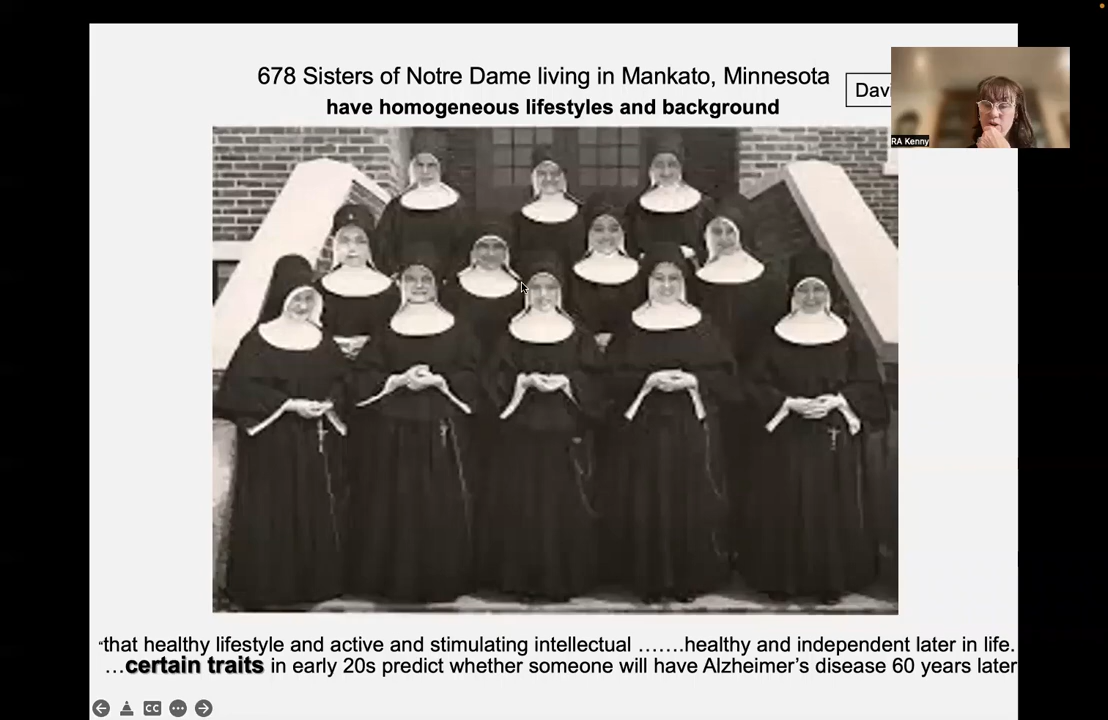 678 Sisters of Notre Dame living in Mankato, Minnesota
have homogeneous lifestyles and background
Davi
RA Kenny
“that healthy lifestyle and active and stimulating intellectual …….healthy and independent later in life.
…certain traits in early 20s predict whether someone will have Alzheimer’s disease 60 years later
CC